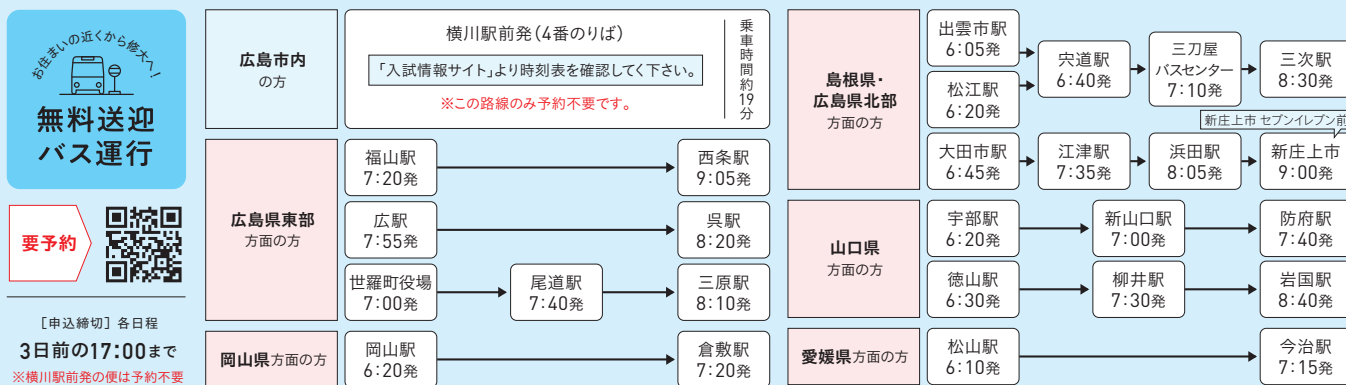 お住まいの近くから修大へ!
無料送迎
バス運行
要予約
[申込締切] 各日程
3日前の17:00まで
※横川駅前発の便は予約不要
広島市内
の方
横川駅前発(4番のりば)
「入試情報サイト」より時刻表を確認してく下さい。
※この路線のみ予約不要です。
乗車時間約19分
広島県東部
方面の方
福山駅
7:20発
西条駅
9:05発
広駅
7:55発
呉駅
8:20発
世羅町役場
7:00発
尾道駅
7:40発
三原駅
8:10発
岡山県方面の方
岡山駅
6:20発
倉敷駅
7:20発
島根県・
広島県北部
方面の方
出雲市駅
6:05発
松江駅
6:20発
宍道駅
6:40発
三刀屋
バスセンター
7:10発
三次駅
8:30発
新庄上市 セブンイレブン前
大田市駅
6:45発
江津駅
7:35発
浜田駅
8:05発
新庄上市
9:00発
山口県
方面の方
宇部駅
6:20発
新山口駅
7:00発
防府駅
7:40発
徳山駅
6:30発
柳井駅
7:30発
岩国駅
8:40発
愛媛県方面の方
松山駅
6:10発
今治駅
7:15発